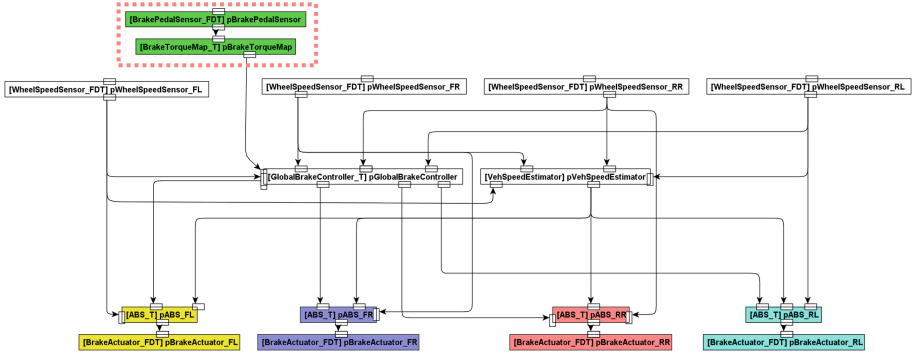 [BrakePedalSensor_FDT] pBrakePedalSensor
[BrakeTorqueMap_T] pBrakeTorqueMap
[WheelSpeedSensor_FDT] pWheelSpeedSensor_FL
[WheelSpeedSensor_FDT] pWheelSpeedSensor_FR
[WheelSpeedSensor_FDT] pWheelSpeedSensor_RR
[WheelSpeedSensor_FDT] pWheelSpeedSensor_RL
[GlobalBrakeController_T] pGlobalBrakeController
[VehSpeedEstimator] pVehSpeedEstimator
[ABS_T] pABS_FL
[ABS_T] pABS_FR
[ABS_T] pABS_RR
[ABS_T] pABS_RL
[BrakeActuator_FDT] pBrakeActuator_FL
[BrakeActuator_FDT] pBrakeActuator_FR
[BrakeActuator_FDT] pBrakeActuator_RR
[BrakeActuator_FDT] pBrakeActuator_RL